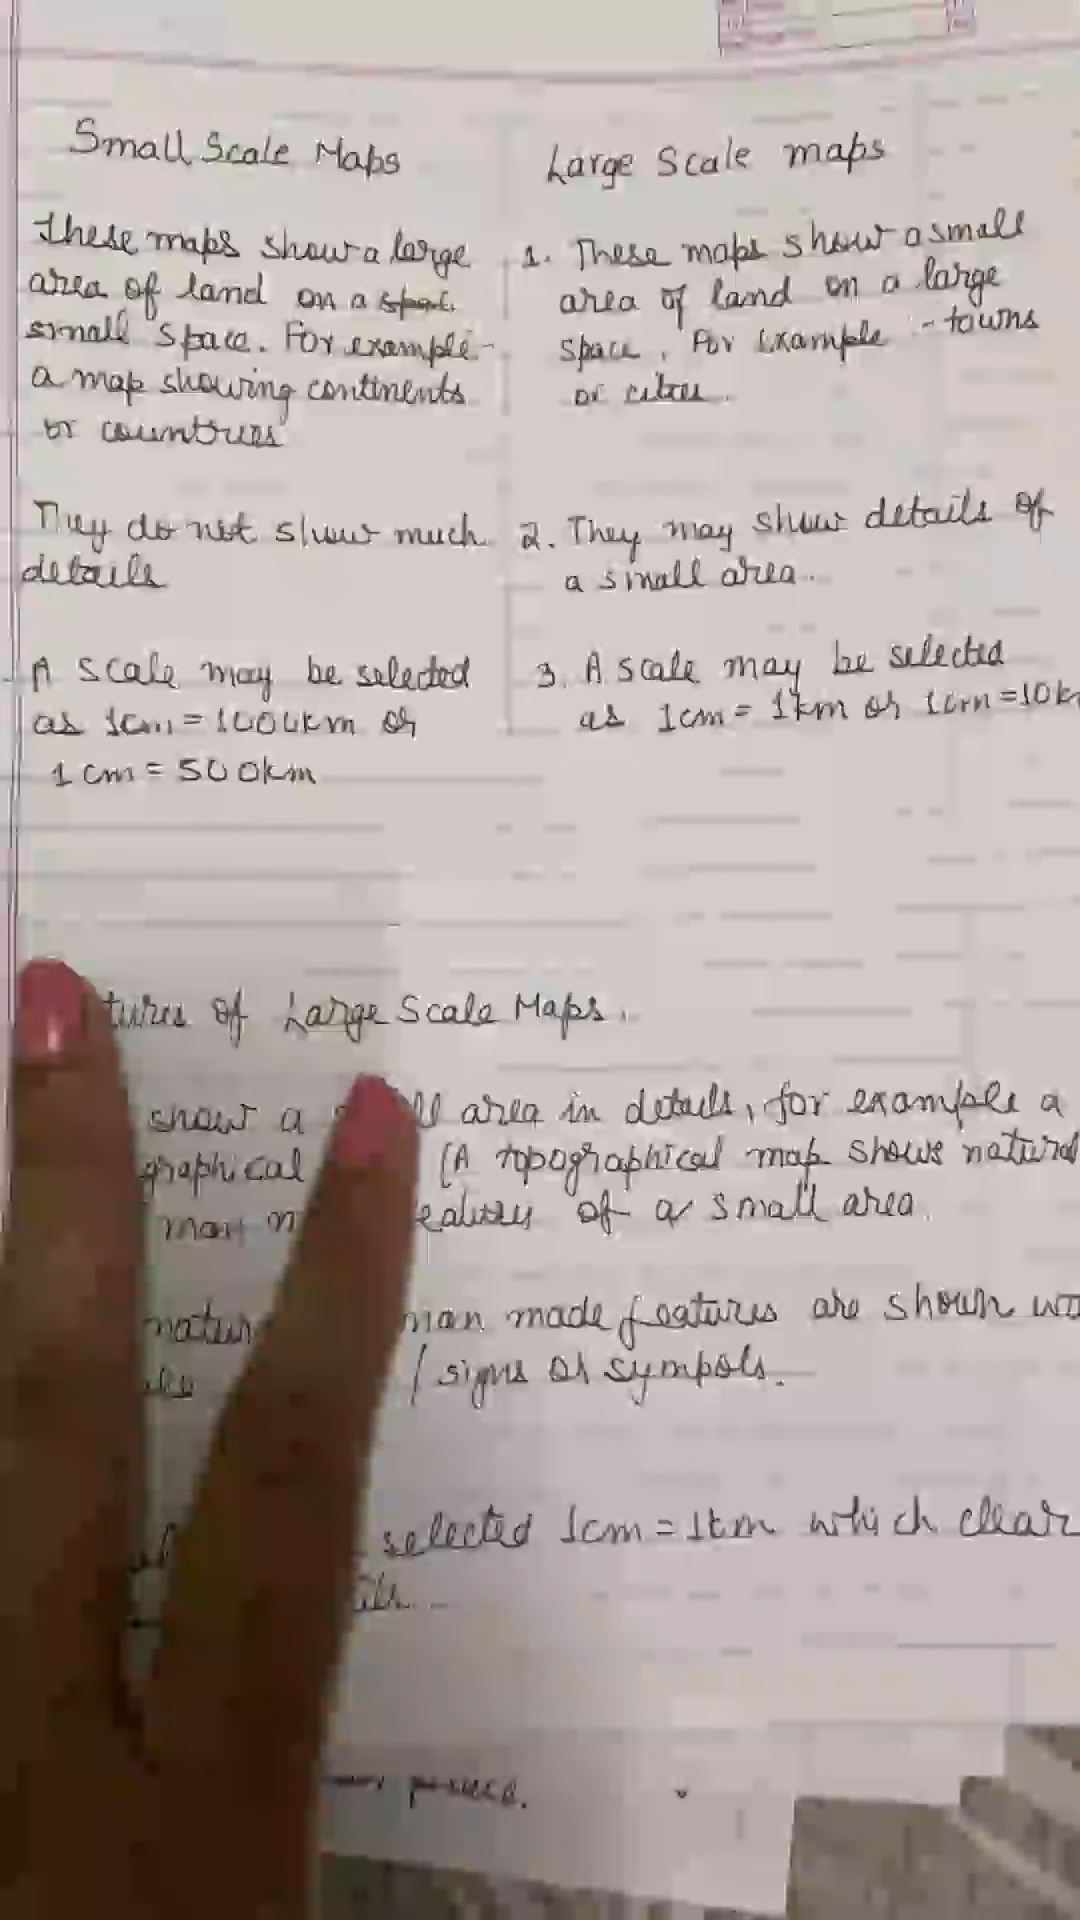 Small Scale Maps
These maps show a large
area of land on a
small space. For example -
a map showing continents
or countries
They do not show much
details
A scale may be selected
as 1cm = 1000km or
1 cm = 500km
Large Scale maps
1. These maps show a small
area of land on a large
space. For example - towns
or cities.
2. They may show details of
a small area.
3. A scale may be selected
as 1cm = 1km or 1cm = 10k
tures of Large Scale Maps.
show a area in details, for example a
graphical (A topographical map shows natural
man of a small area.
natur man made features are shown
/ signs or symbols.
selected 1cm = 1km which clear